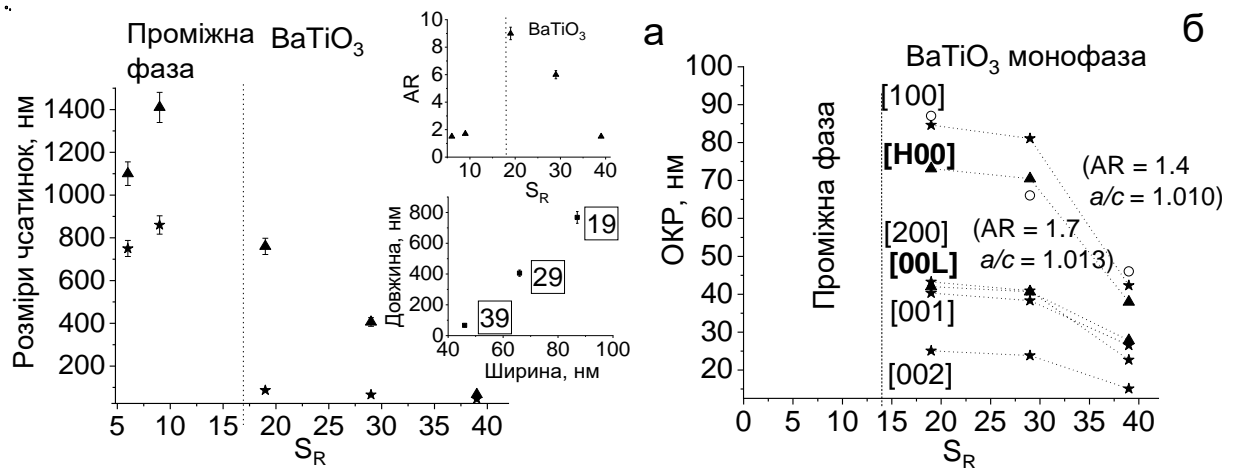 Проміжна фаза
BaTiO3
Розміри чсатинок, нм
1400
1200
1000
800
600
400
200
5 10 15 20 25 30 35 40
SR
AR
10
8
6
4
2
0
BaTiO3
10 20 30 40
SR
Довжина, нм
800
600
400
200
0
19
29
39
40 60 80 100
Ширина, нм
а
б
BaTiO3 монофаза
ОКР, нм
100
90
80
70
60
50
40
30
20
Проміжна фаза
[100]
[H00]
[200]
[00L]
[001]
[002]
(AR = 1.4
a/c = 1.010)
(AR = 1.7
a/c = 1.013)
0 5 10 15 20 25 30 35 40
SR